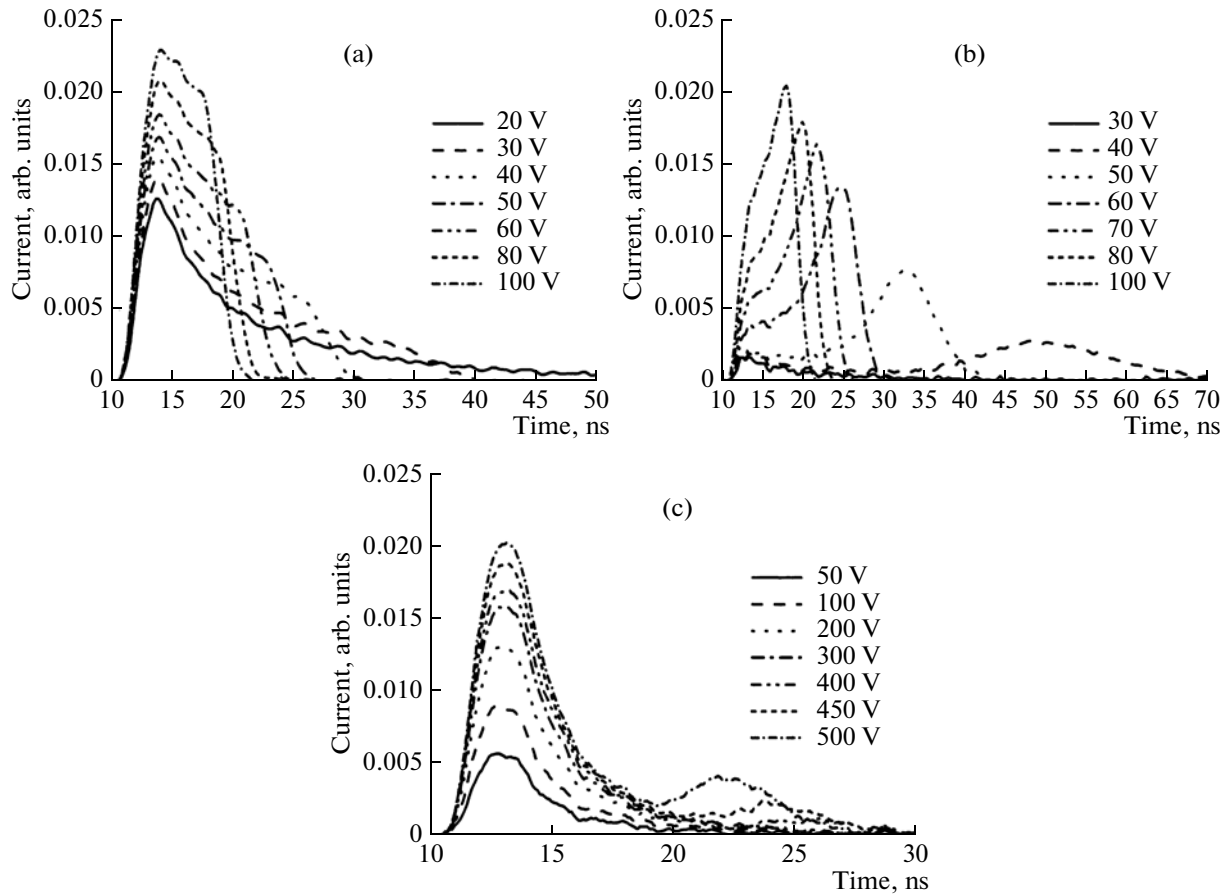 (a)
Current, arb. units
0.025
0.020
0.015
0.010
0.005
0
20 V
30 V
40 V
50 V
60 V
80 V
100 V
10 15 20 25 30 35 40 45 50
Time, ns
(b)
Current, arb. units
0.025
0.020
0.015
0.010
0.005
0
30 V
40 V
50 V
60 V
70 V
80 V
100 V
10 15 20 25 30 35 40 45 50 55 60 65 70
Time, ns
(c)
Current, arb. units
0.025
0.020
0.015
0.010
0.005
0
50 V
100 V
200 V
300 V
400 V
450 V
500 V
10 15 20 25 30
Time, ns